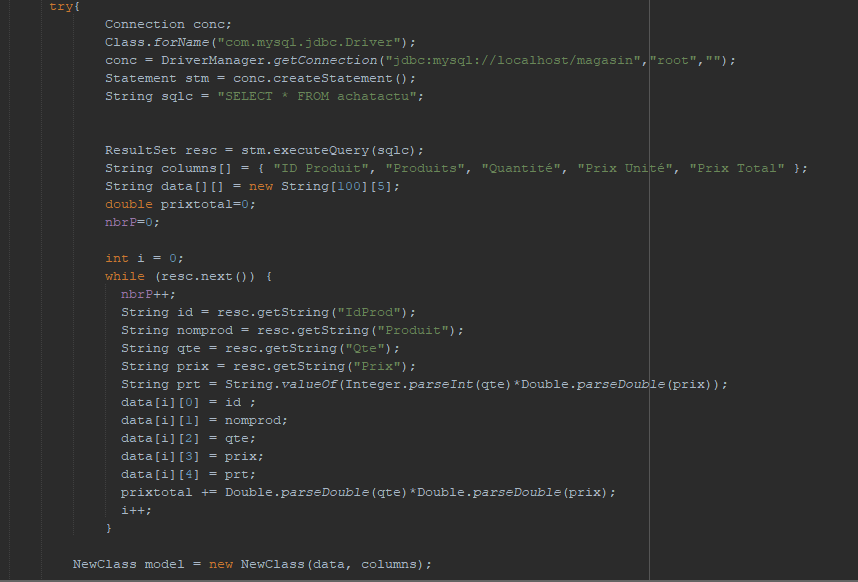 try{
Connection conc;
Class.forName("com.mysql.jdbc.Driver");
conc = DriverManager.getConnection("jdbc:mysql://localhost/magasin","root","");
Statement stm = conc.createStatement();
String sqlc = "SELECT * FROM achatactu";
ResultSet resc = stm.executeQuery(sqlc);
String columns[] = { "ID Produit", "Produits", "Quantité", "Prix Unité", "Prix Total" };
String data[][] = new String[100][5];
double prixtotal=0;
nbrP=0;
int i = 0;
while (resc.next()) {
nbrP++;
String id = resc.getString("IdProd");
String nomprod = resc.getString("Produit");
String qte = resc.getString("Qte");
String prix = resc.getString("Prix");
String prt = String.valueOf(Integer.parseInt(qte)*Double.parseDouble(prix));
data[i][0] = id ;
data[i][1] = nomprod;
data[i][2] = qte;
data[i][3] = prix;
data[i][4] = prt;
prixtotal += Double.parseDouble(qte)*Double.parseDouble(prix);
i++;
}
NewClass model = new NewClass(data, columns);